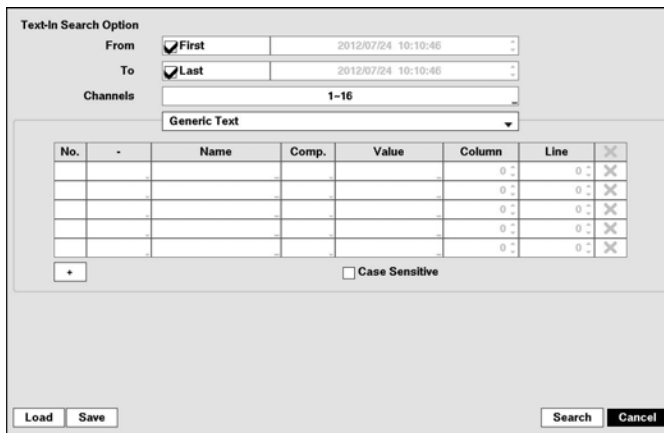 Text-In Search Option
From First 2012/07/24 10:10:46
To Last 2012/07/24 10:10:46
Channels 1~16
Generic Text
No. - Name Comp. Value Column Line
0 0
0 0
0 0
0 0
0 0
+ Case Sensitive
Load Save Search Cancel